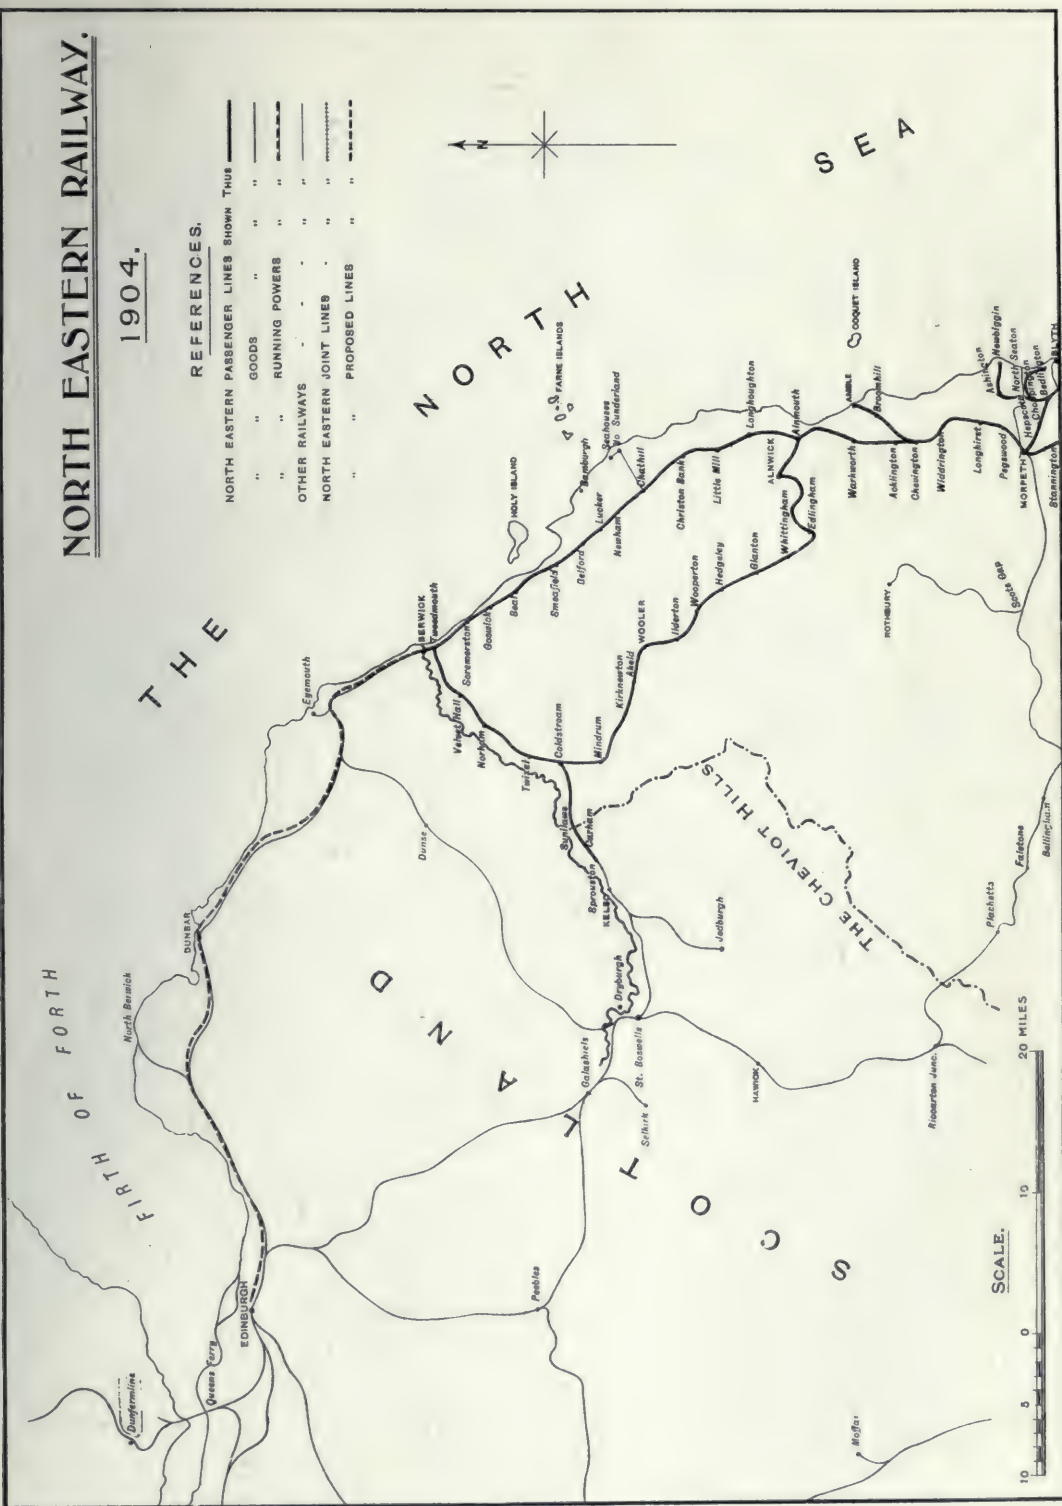 NORTH EASTERN RAILWAY.
1904.
REFERENCES.
NORTH EASTERN PASSENGER LINES SHOWN THUS
" " GOODS " " "
" " RUNNING POWERS " "
OTHER RAILWAYS - - - " "
NORTH EASTERN JOINT LINES - " "
" " PROPOSED LINES " "
N
THE
NORTH
SEA
FIRTH OF FORTH
SCOTLAND
THE CHEVIOT HILLS
Dunfermline
Queens Ferry
EDINBURGH
North Berwick
DUNBAR
Eyemouth
BERWICK
Tweedmouth
Scremerston
Goswick
Beal
Smeafield
Belford
Lucker
Newham
Chathill
Christon Bank
Little Mill
Longhoughton
Alnmouth
ALNWICK
Warkworth
Acklington
Chevington
Widdrington
Longhirst
Pegswood
MORPETH
Stannington
HOLY ISLAND
Bamburgh
Seahouses
No Sunderland
FARNE ISLANDS
COQUET ISLAND
AMBLE
Broomhill
Ashington
Newbiggin
North Seaton
Hepscott
Choppington
Bedlington
BLYTH
Velvet Hall
Norham
Twizel
Coldstream
Sunilaws
Carham
Sprouston
KELSO
Mindrum
Kirknewton
Akeld
WOOLER
Ilderton
Wooperton
Hedgeley
Glanton
Whittingham
Edlingham
ROTHBURY
Scots Gap
Dunse
Jedburgh
Dryburgh
St. Boswells
Galashiels
Selkirk
HAWICK
Riccarton Junc.
Plashetts
Falstone
Bellingham
Peebles
Moffat
SCALE.
10 5 0 10 20 MILES